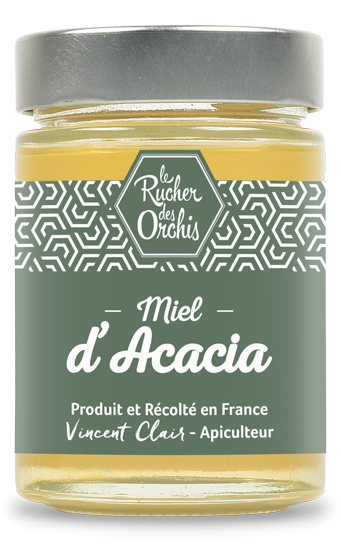 le
Rucher
des
Orchis
– Miel –
d'Acacia
Produit et Récolté en France
Vincent Clair - Apiculteur